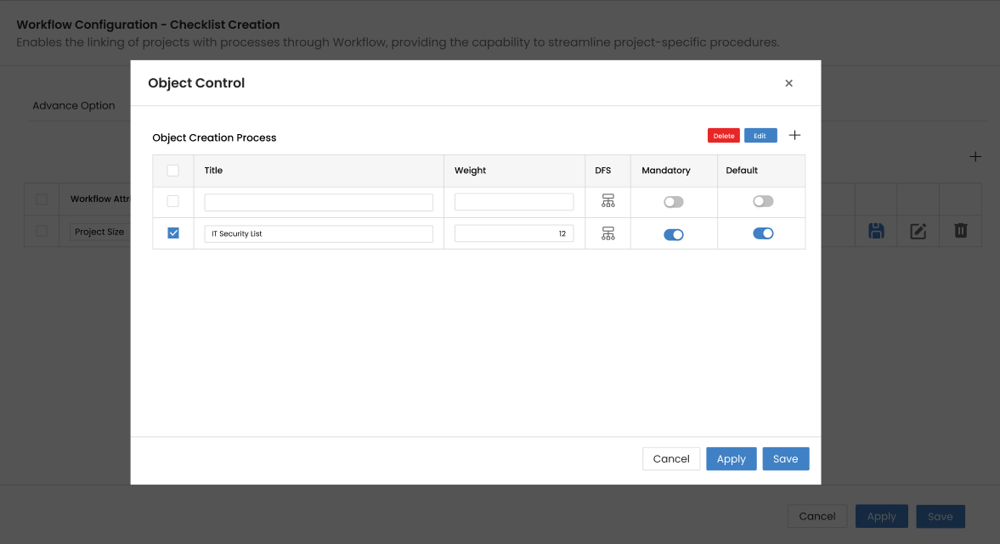 Workflow Configuration - Checklist Creation
Enables the linking of projects with processes through Workflow, providing the capability to streamline project-specific procedures.
Object Control
Advance Option
Object Creation Process
Delete Edit
Title Weight DFS Mandatory Default
Workflow Attr
IT Security List 12
Project Size
Cancel Apply Save
Cancel Apply Save